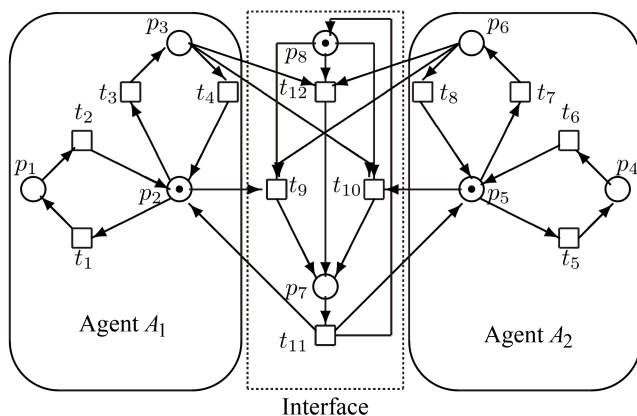 p3
p8
p6
t12
t3
t4
t8
t7
t2
t6
p1
p2
t9
t10
p5
p4
t1
t5
p7
t11
Agent A1
Agent A2
Interface